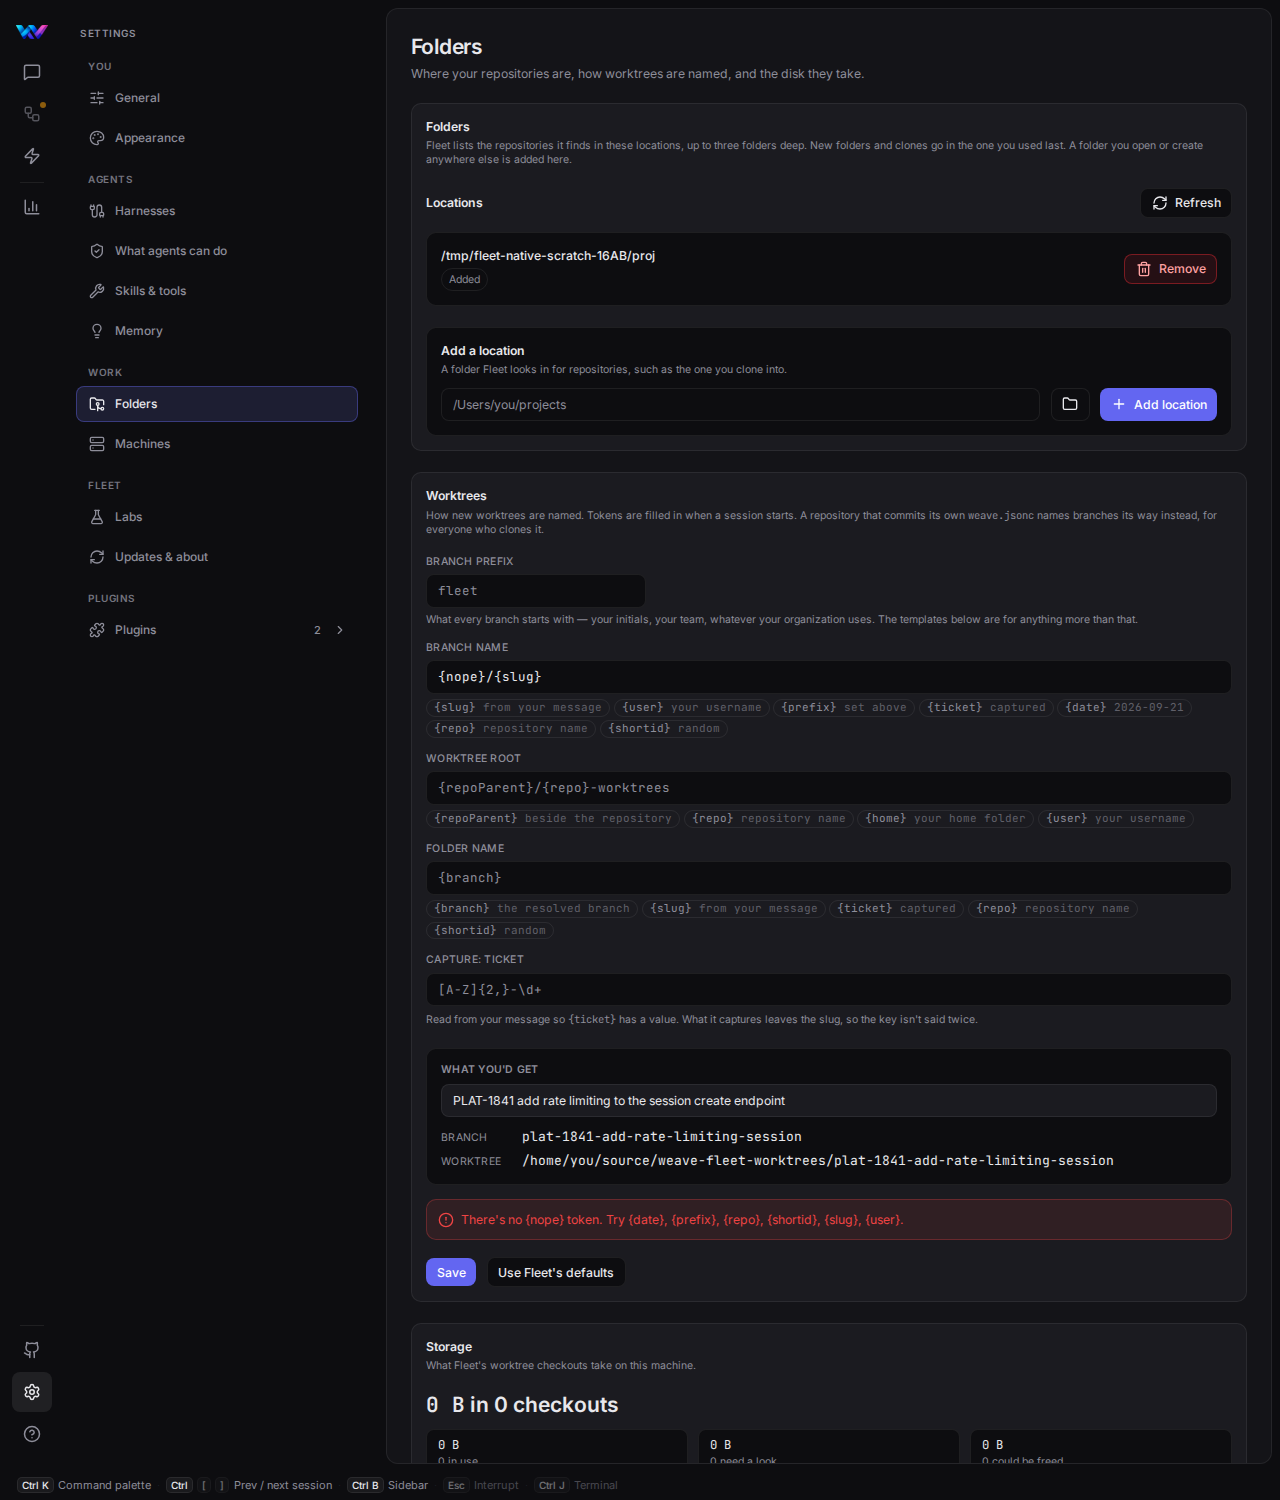 SETTINGS
YOU
General
Appearance
AGENTS
Harnesses
What agents can do
Skills & tools
Memory
WORK
Folders
Machines
FLEET
Labs
Updates & about
PLUGINS
Plugins 2
Folders
Where your repositories are, how worktrees are named, and the disk they take.
Folders
Fleet lists the repositories it finds in these locations, up to three folders deep. New folders and clones go in the one you used last. A folder you open or create
anywhere else is added here.
Locations
Refresh
/tmp/fleet-native-scratch-16AB/proj
Added
Remove
Add a location
A folder Fleet looks in for repositories, such as the one you clone into.
/Users/you/projects
Add location
Worktrees
How new worktrees are named. Tokens are filled in when a session starts. A repository that commits its own weave.jsonc names branches its way instead, for
everyone who clones it.
BRANCH PREFIX
fleet
What every branch starts with — your initials, your team, whatever your organization uses. The templates below are for anything more than that.
BRANCH NAME
{nope}/{slug}
{slug} from your message {user} your username {prefix} set above {ticket} captured {date} 2026-09-21
{repo} repository name {shortid} random
WORKTREE ROOT
{repoParent}/{repo}-worktrees
{repoParent} beside the repository {repo} repository name {home} your home folder {user} your username
FOLDER NAME
{branch}
{branch} the resolved branch {slug} from your message {ticket} captured {repo} repository name
{shortid} random
CAPTURE: TICKET
[A-Z]{2,}-\d+
Read from your message so {ticket} has a value. What it captures leaves the slug, so the key isn't said twice.
WHAT YOU'D GET
PLAT-1841 add rate limiting to the session create endpoint
BRANCH plat-1841-add-rate-limiting-session
WORKTREE /home/you/source/weave-fleet-worktrees/plat-1841-add-rate-limiting-session
There's no {nope} token. Try {date}, {prefix}, {repo}, {shortid}, {slug}, {user}.
Save
Use Fleet's defaults
Storage
What Fleet's worktree checkouts take on this machine.
0 B in 0 checkouts
0 B
0 in use
0 B
0 need a look
0 B
0 could be freed
Ctrl K Command palette Ctrl [ ] Prev / next session Ctrl B Sidebar Esc Interrupt Ctrl J Terminal